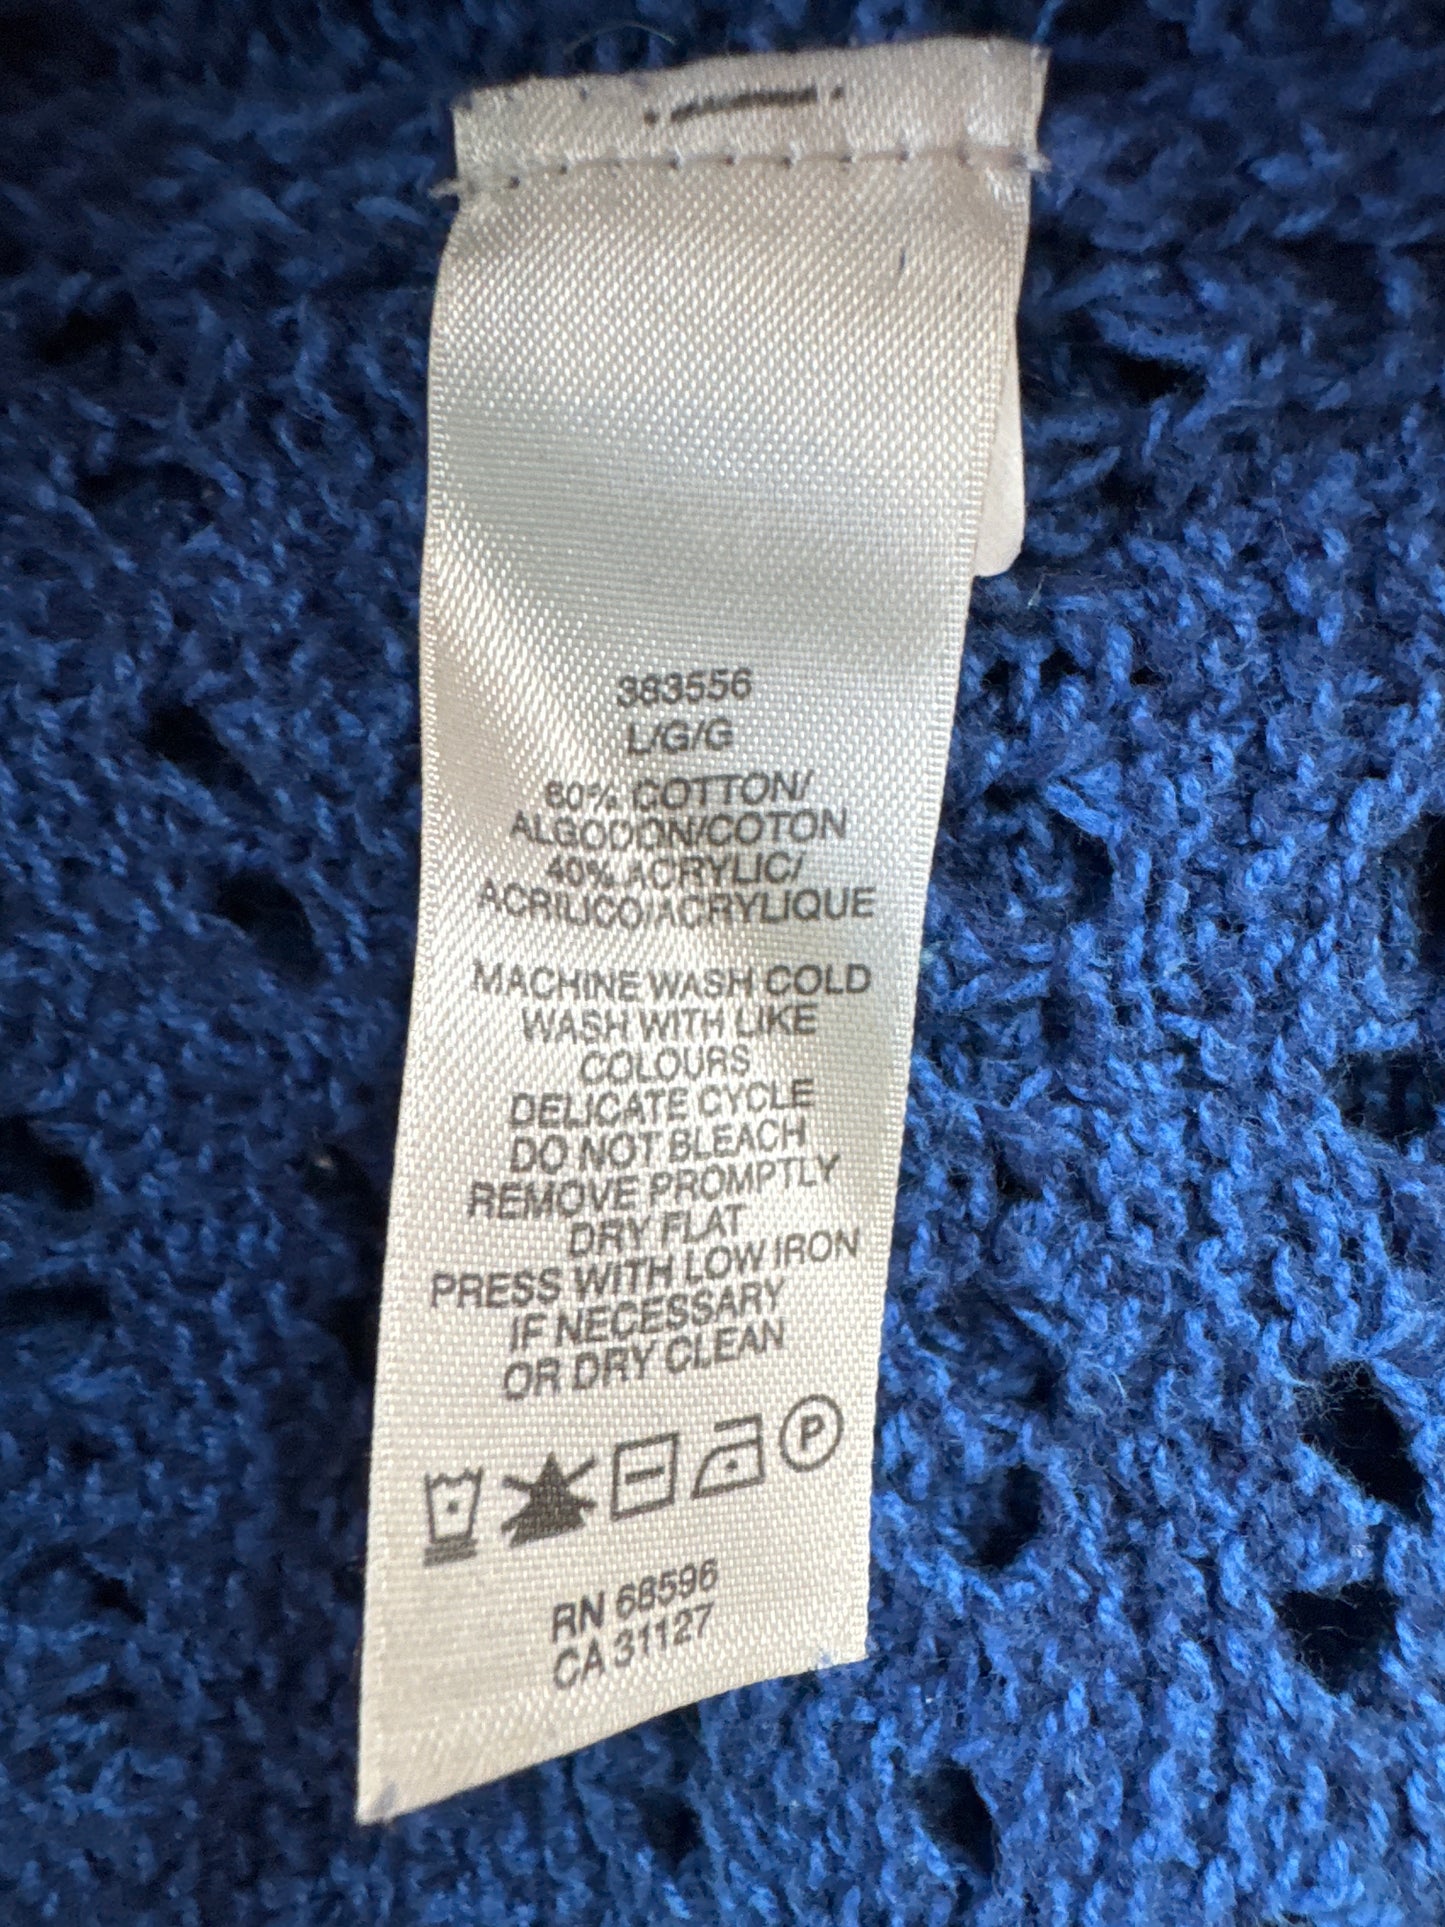 383556
L/G/G
60% COTTON/
ALGODON/COTON
40% ACRYLIC/
ACRILICO/ACRYLIQUE
MACHINE WASH COLD
WASH WITH LIKE
COLOURS
DELICATE CYCLE
DO NOT BLEACH
REMOVE PROMPTLY
DRY FLAT
PRESS WITH LOW IRON
IF NECESSARY
OR DRY CLEAN
P
RN 68596
CA 31127